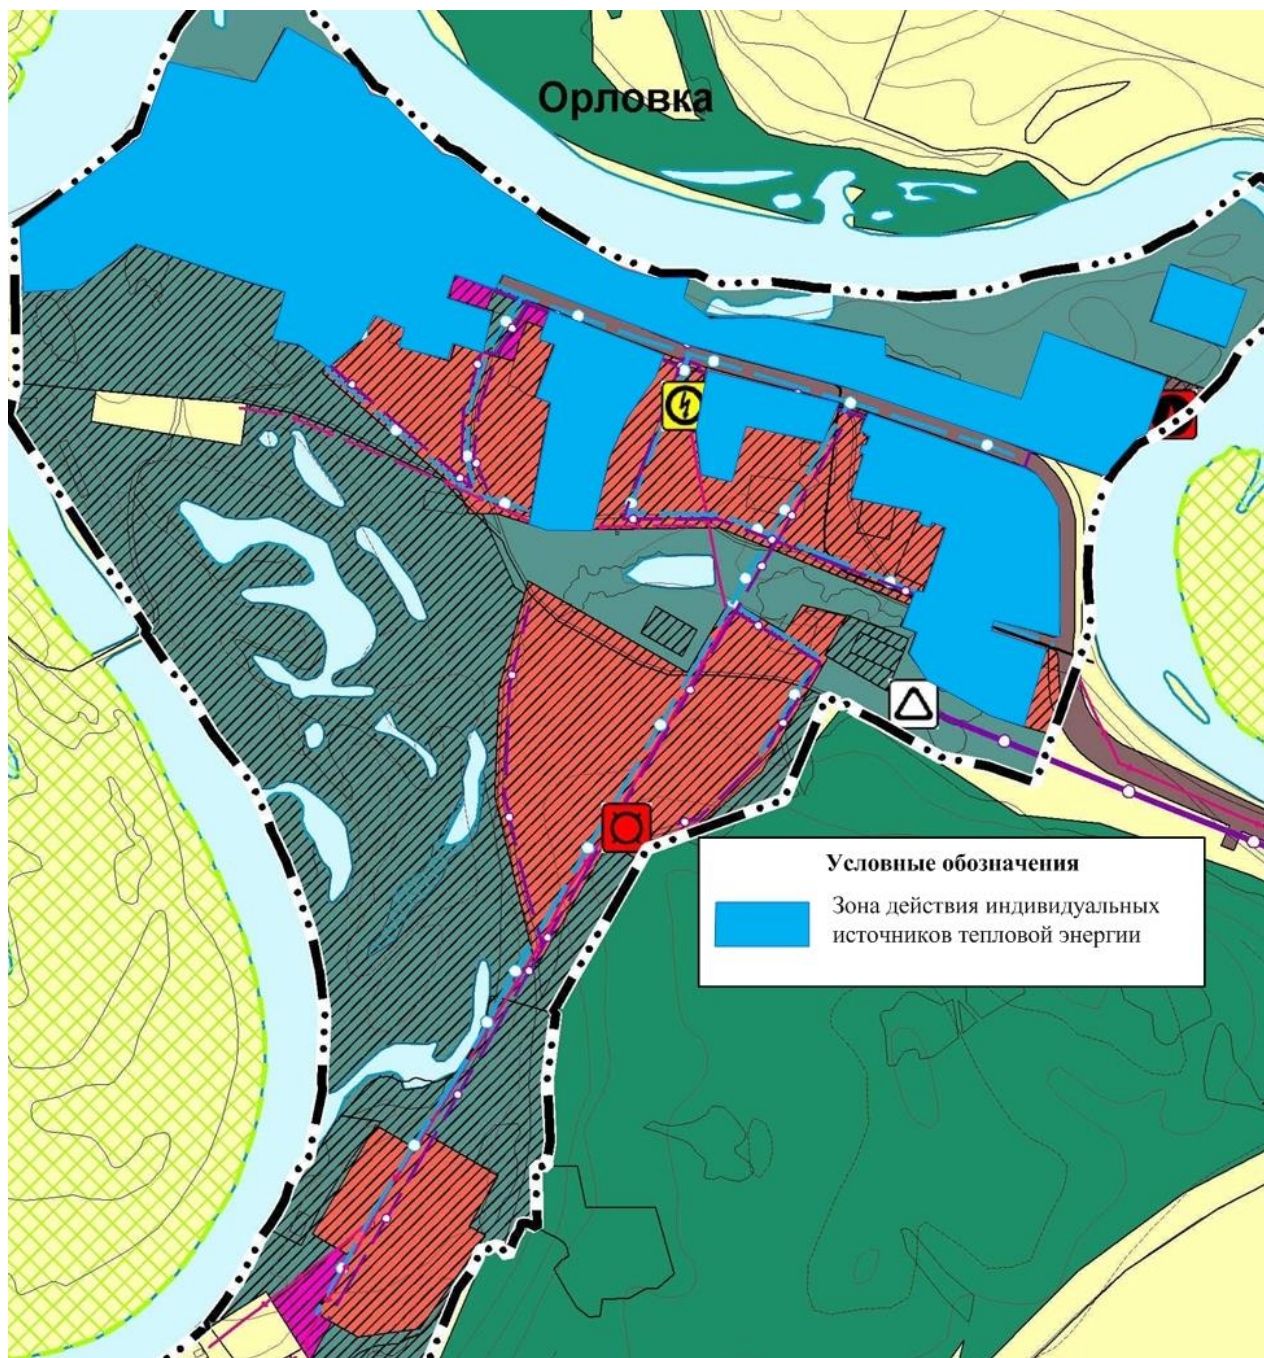 Орловка
Условные обозначения
Зона действия индивидуальных
источников тепловой энергии